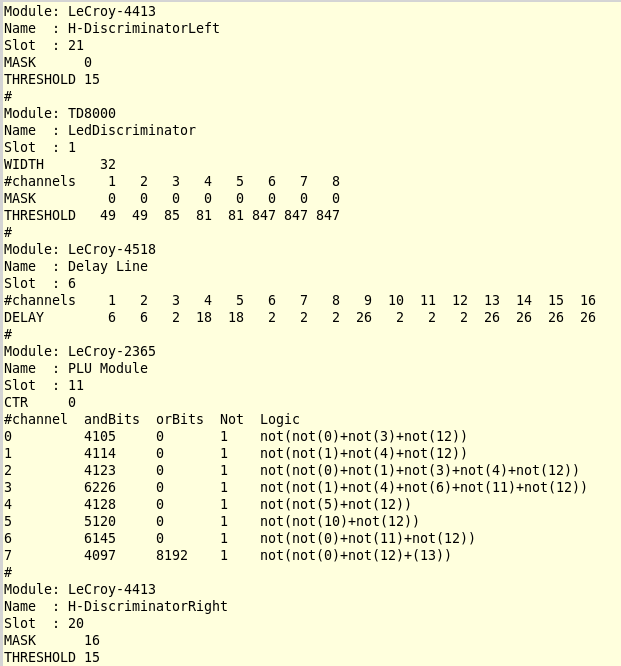 Module: LeCroy-4413
Name  : H-DiscriminatorLeft
Slot  : 21
MASK      0
THRESHOLD 15
#
Module: TD8000
Name  : LedDiscriminator
Slot  : 1
WIDTH       32
#channels    1   2   3   4   5   6   7   8
MASK         0   0   0   0   0   0   0   0
THRESHOLD   49  49  85  81  81 847 847 847
#
Module: LeCroy-4518
Name  : Delay Line
Slot  : 6
#channels    1   2   3   4   5   6   7   8   9  10  11  12  13  14  15  16
DELAY        6   6   2  18  18   2   2   2  26   2   2   2  26  26  26  26
#
Module: LeCroy-2365
Name  : PLU Module
Slot  : 11
CTR     0
#channel  andBits  orBits  Not  Logic
0         4105     0       1    not(not(0)+not(3)+not(12))
1         4114     0       1    not(not(1)+not(4)+not(12))
2         4123     0       1    not(not(0)+not(1)+not(3)+not(4)+not(12))
3         6226     0       1    not(not(1)+not(4)+not(6)+not(11)+not(12))
4         4128     0       1    not(not(5)+not(12))
5         5120     0       1    not(not(10)+not(12))
6         6145     0       1    not(not(0)+not(11)+not(12))
7         4097     8192    1    not(not(0)+not(12)+(13))
#
Module: LeCroy-4413
Name  : H-DiscriminatorRight
Slot  : 20
MASK      16
THRESHOLD 15